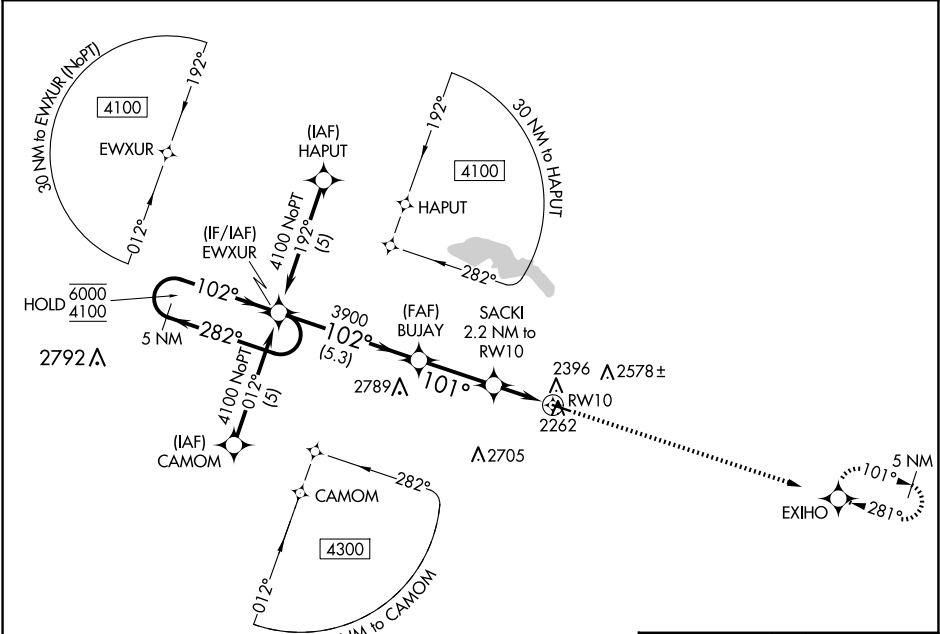 30 NM to EWXUR (NoPT)
4100
192°
EWXUR
012°
(IAF)
HAPUT
4100 NoPT
192°
(5)
192°
30 NM to HAPUT
4100
HAPUT
282°
(IF/IAF)
EWXUR
HOLD 6000
4100
102°
282°
5 NM
2792
3900
102°
(5.3)
(FAF)
BUJAY
SACKI
2.2 NM to
RW10
2789
101°
2396
2578±
RW10
2262
2705
4100 NoPT
012°
(5)
(IAF)
CAMOM
CAMOM
282°
4300
012°
NM to CAMOM
EXIHO
101°
281°
5 NM